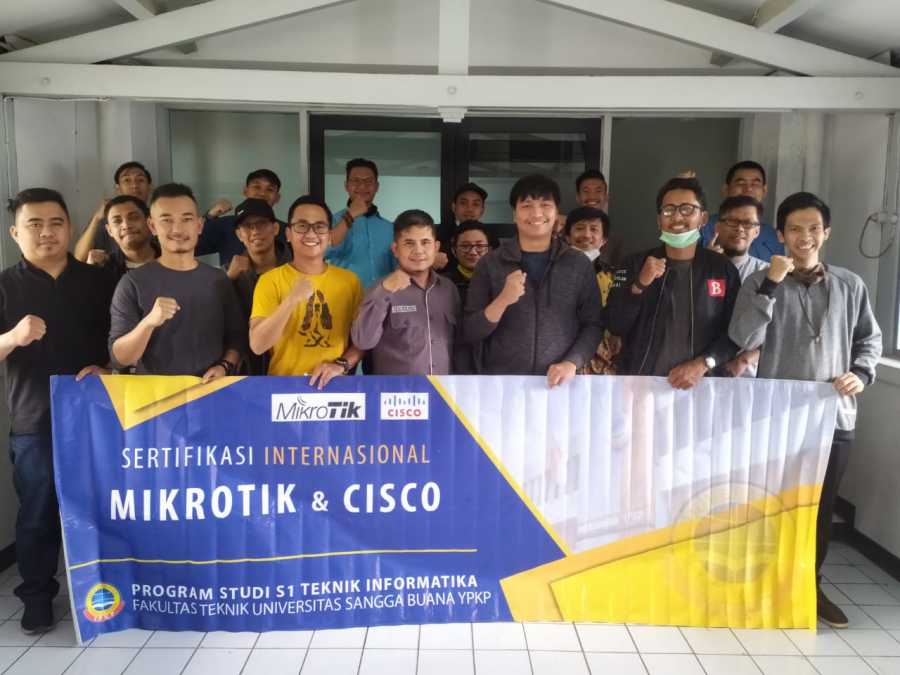 MikroTik
CISCO
SERTIFIKASI INTERNASIONAL
MIKROTIK & CISCO
PROGRAM STUDI S1 TEKNIK INFORMATIKA
FAKULTAS TEKNIK UNIVERSITAS SANGGA BUANA YPKP
B